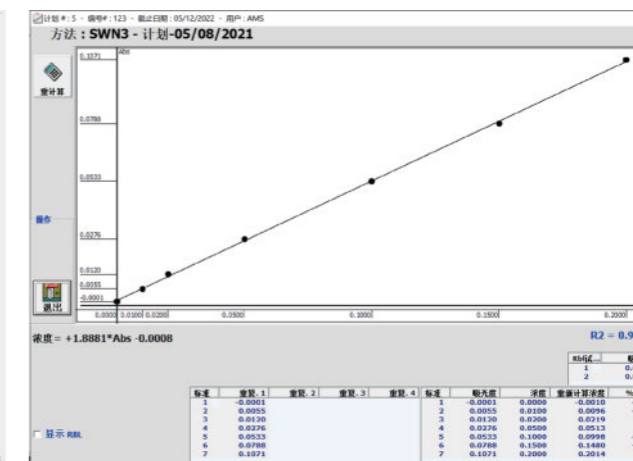 计划 #: 5 - 编号#: 123 - 截止日期: 05/12/2022 - 用户: AMS
方法: SWN3 - 计划-05/08/2021
重计算
Abs
0.1071
0.0788
0.0533
操作
0.0276
0.0120
0.0055
-0.0001
退出
0.0000 0.0100 0.0200 0.0500 0.1000 0.1500 0.2000
浓度 = +1.8881*Abs -0.0008
R2 = 0.9
1 0.
2 0.
标准 重复. 1 重复. 2 重复. 3 重复. 4 标准 吸光度 浓度 重新计算浓度 %
1 -0.0001 1 -0.0001 0.0000 -0.0010
2 0.0055 2 0.0055 0.0100 0.0096
3 0.0120 3 0.0120 0.0200 0.0219
4 0.0276 4 0.0276 0.0500 0.0513
5 0.0533 5 0.0533 0.1000 0.0998
6 0.0788 6 0.0788 0.1500 0.1480
7 0.1071 7 0.1071 0.2000 0.2014
显示 RBL